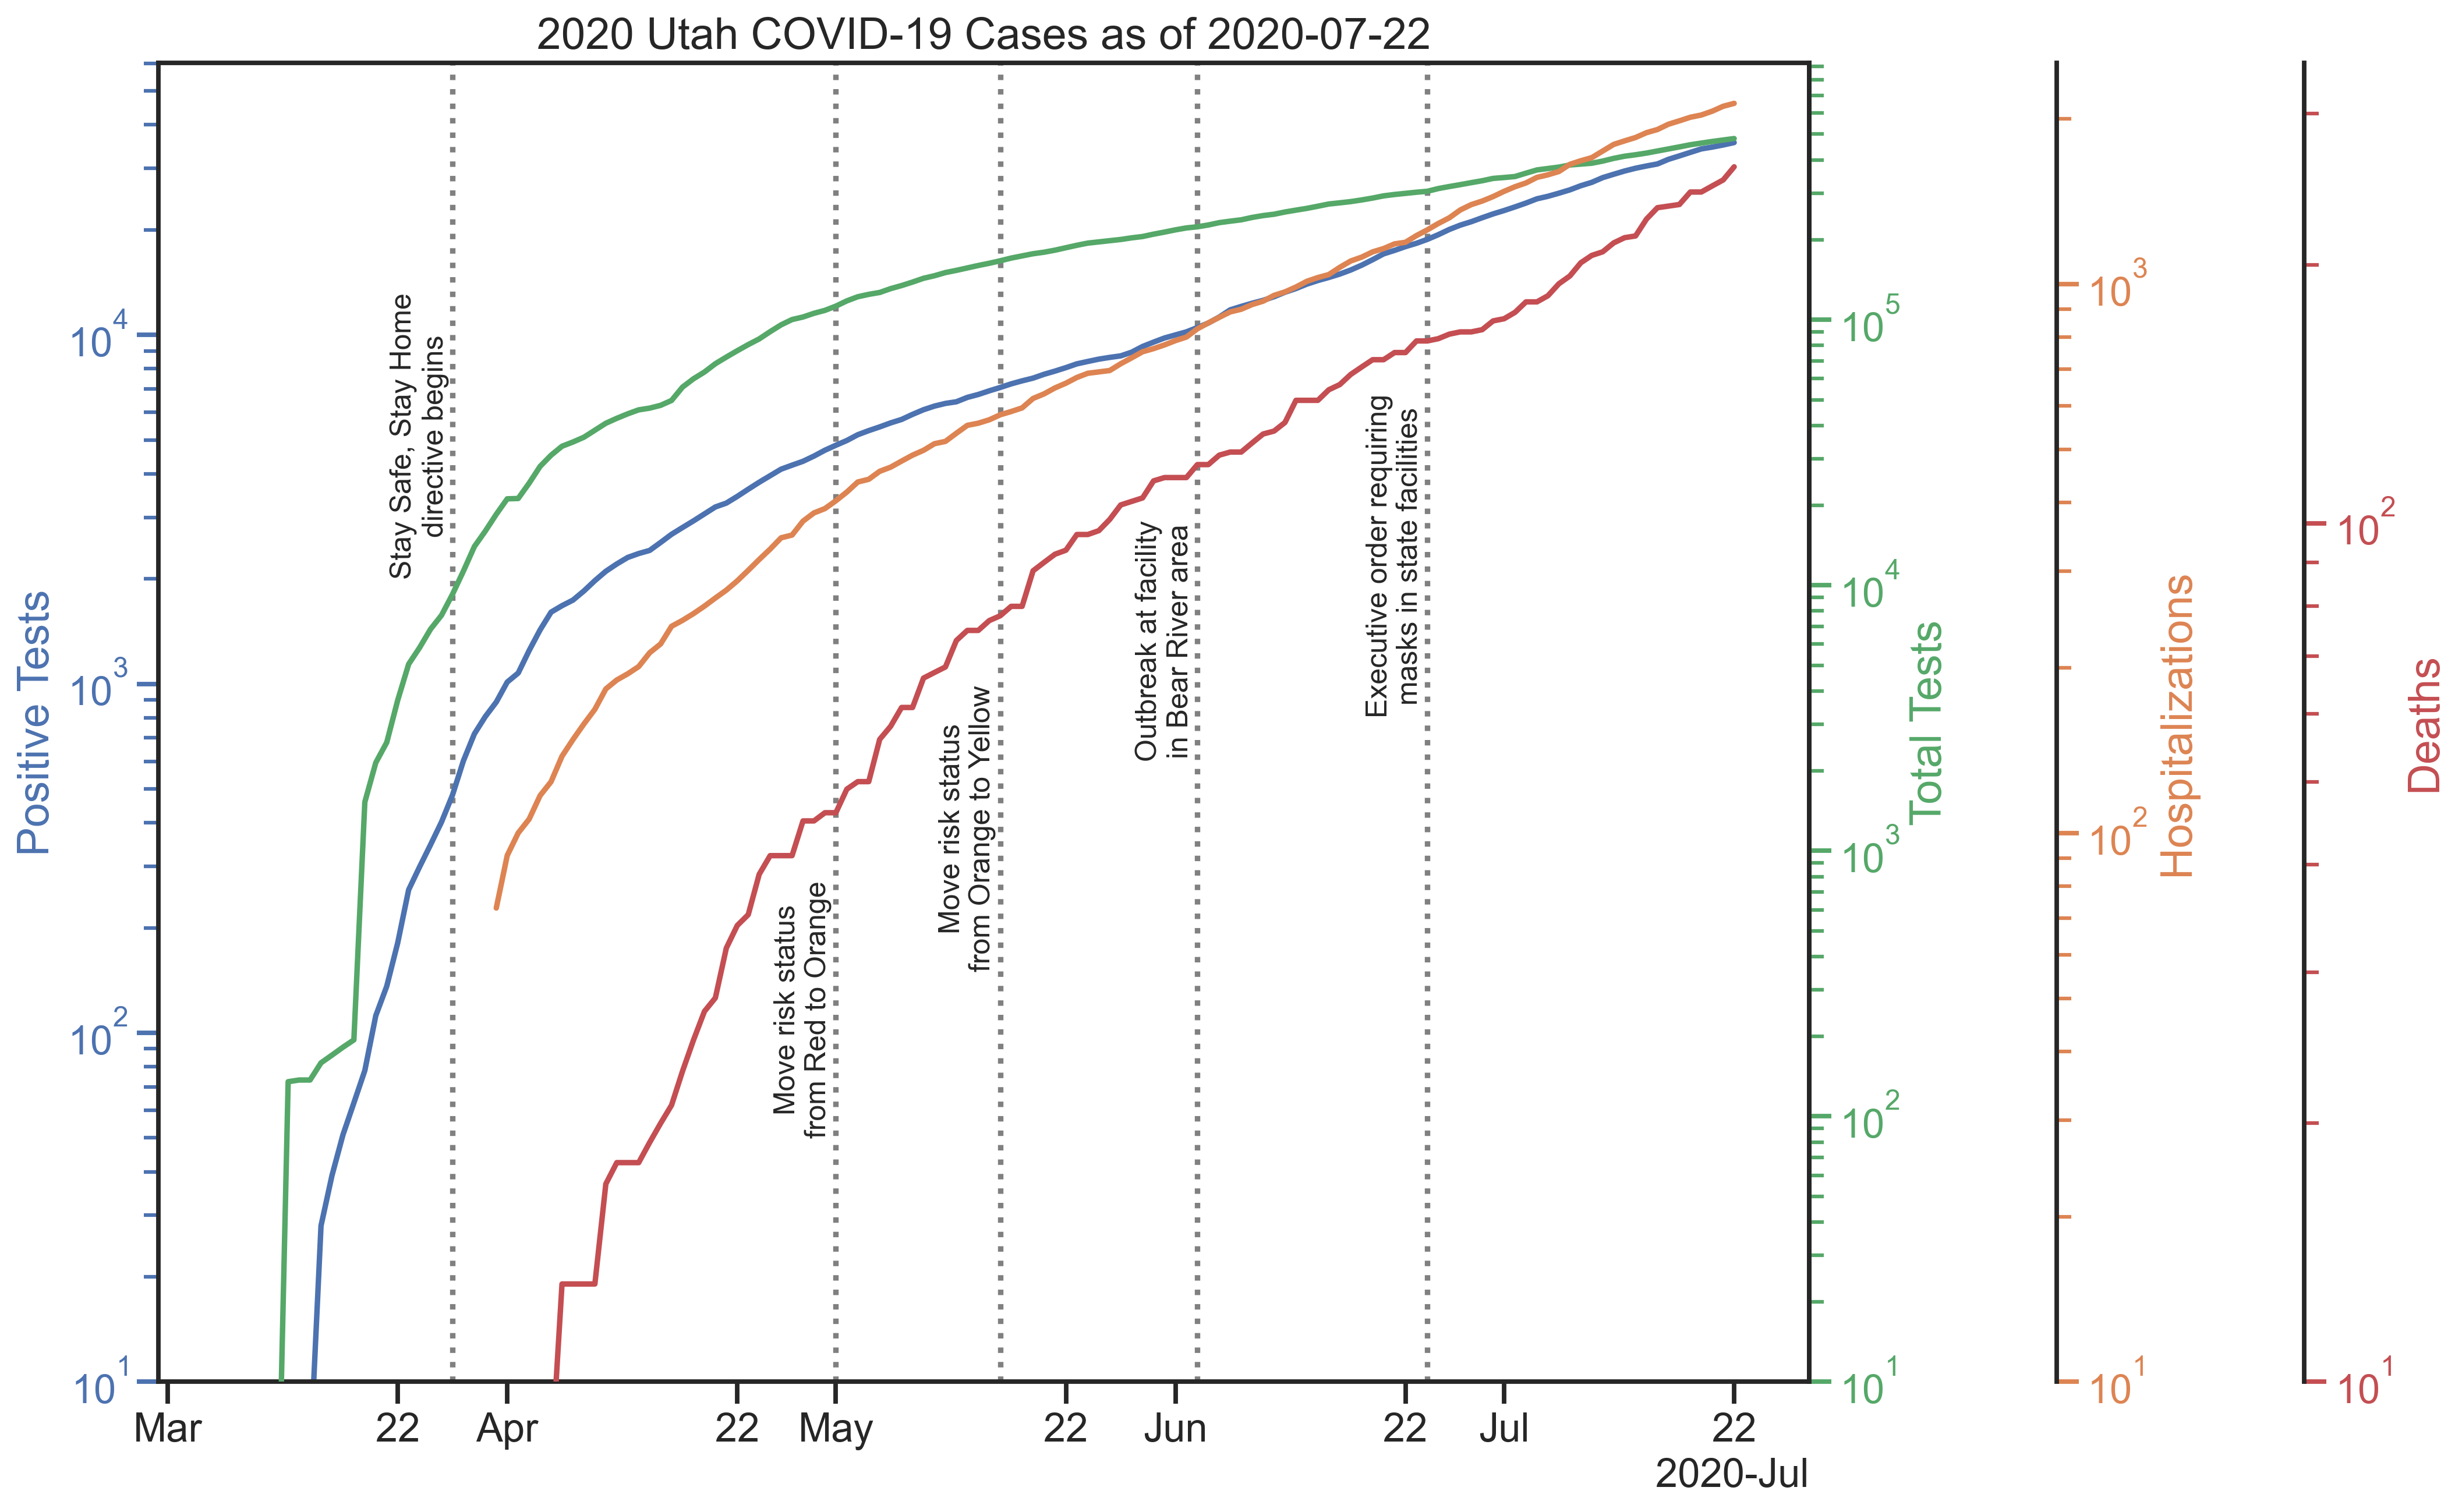 2020 Utah COVID-19 Cases as of 2020-07-22
Positive Tests
10^4
10^3
10^2
10^1
Stay Safe, Stay Home
directive begins
Move risk status
from Red to Orange
Move risk status
from Orange to Yellow
Outbreak at facility
in Bear River area
Executive order requiring
masks in state facilities
10^5
10^4
10^3
10^2
10^1
Total Tests
10^3
10^2
10^1
Hospitalizations
10^2
10^1
Deaths
Mar 22 Apr 22 May 22 Jun 22 Jul 22
2020-Jul